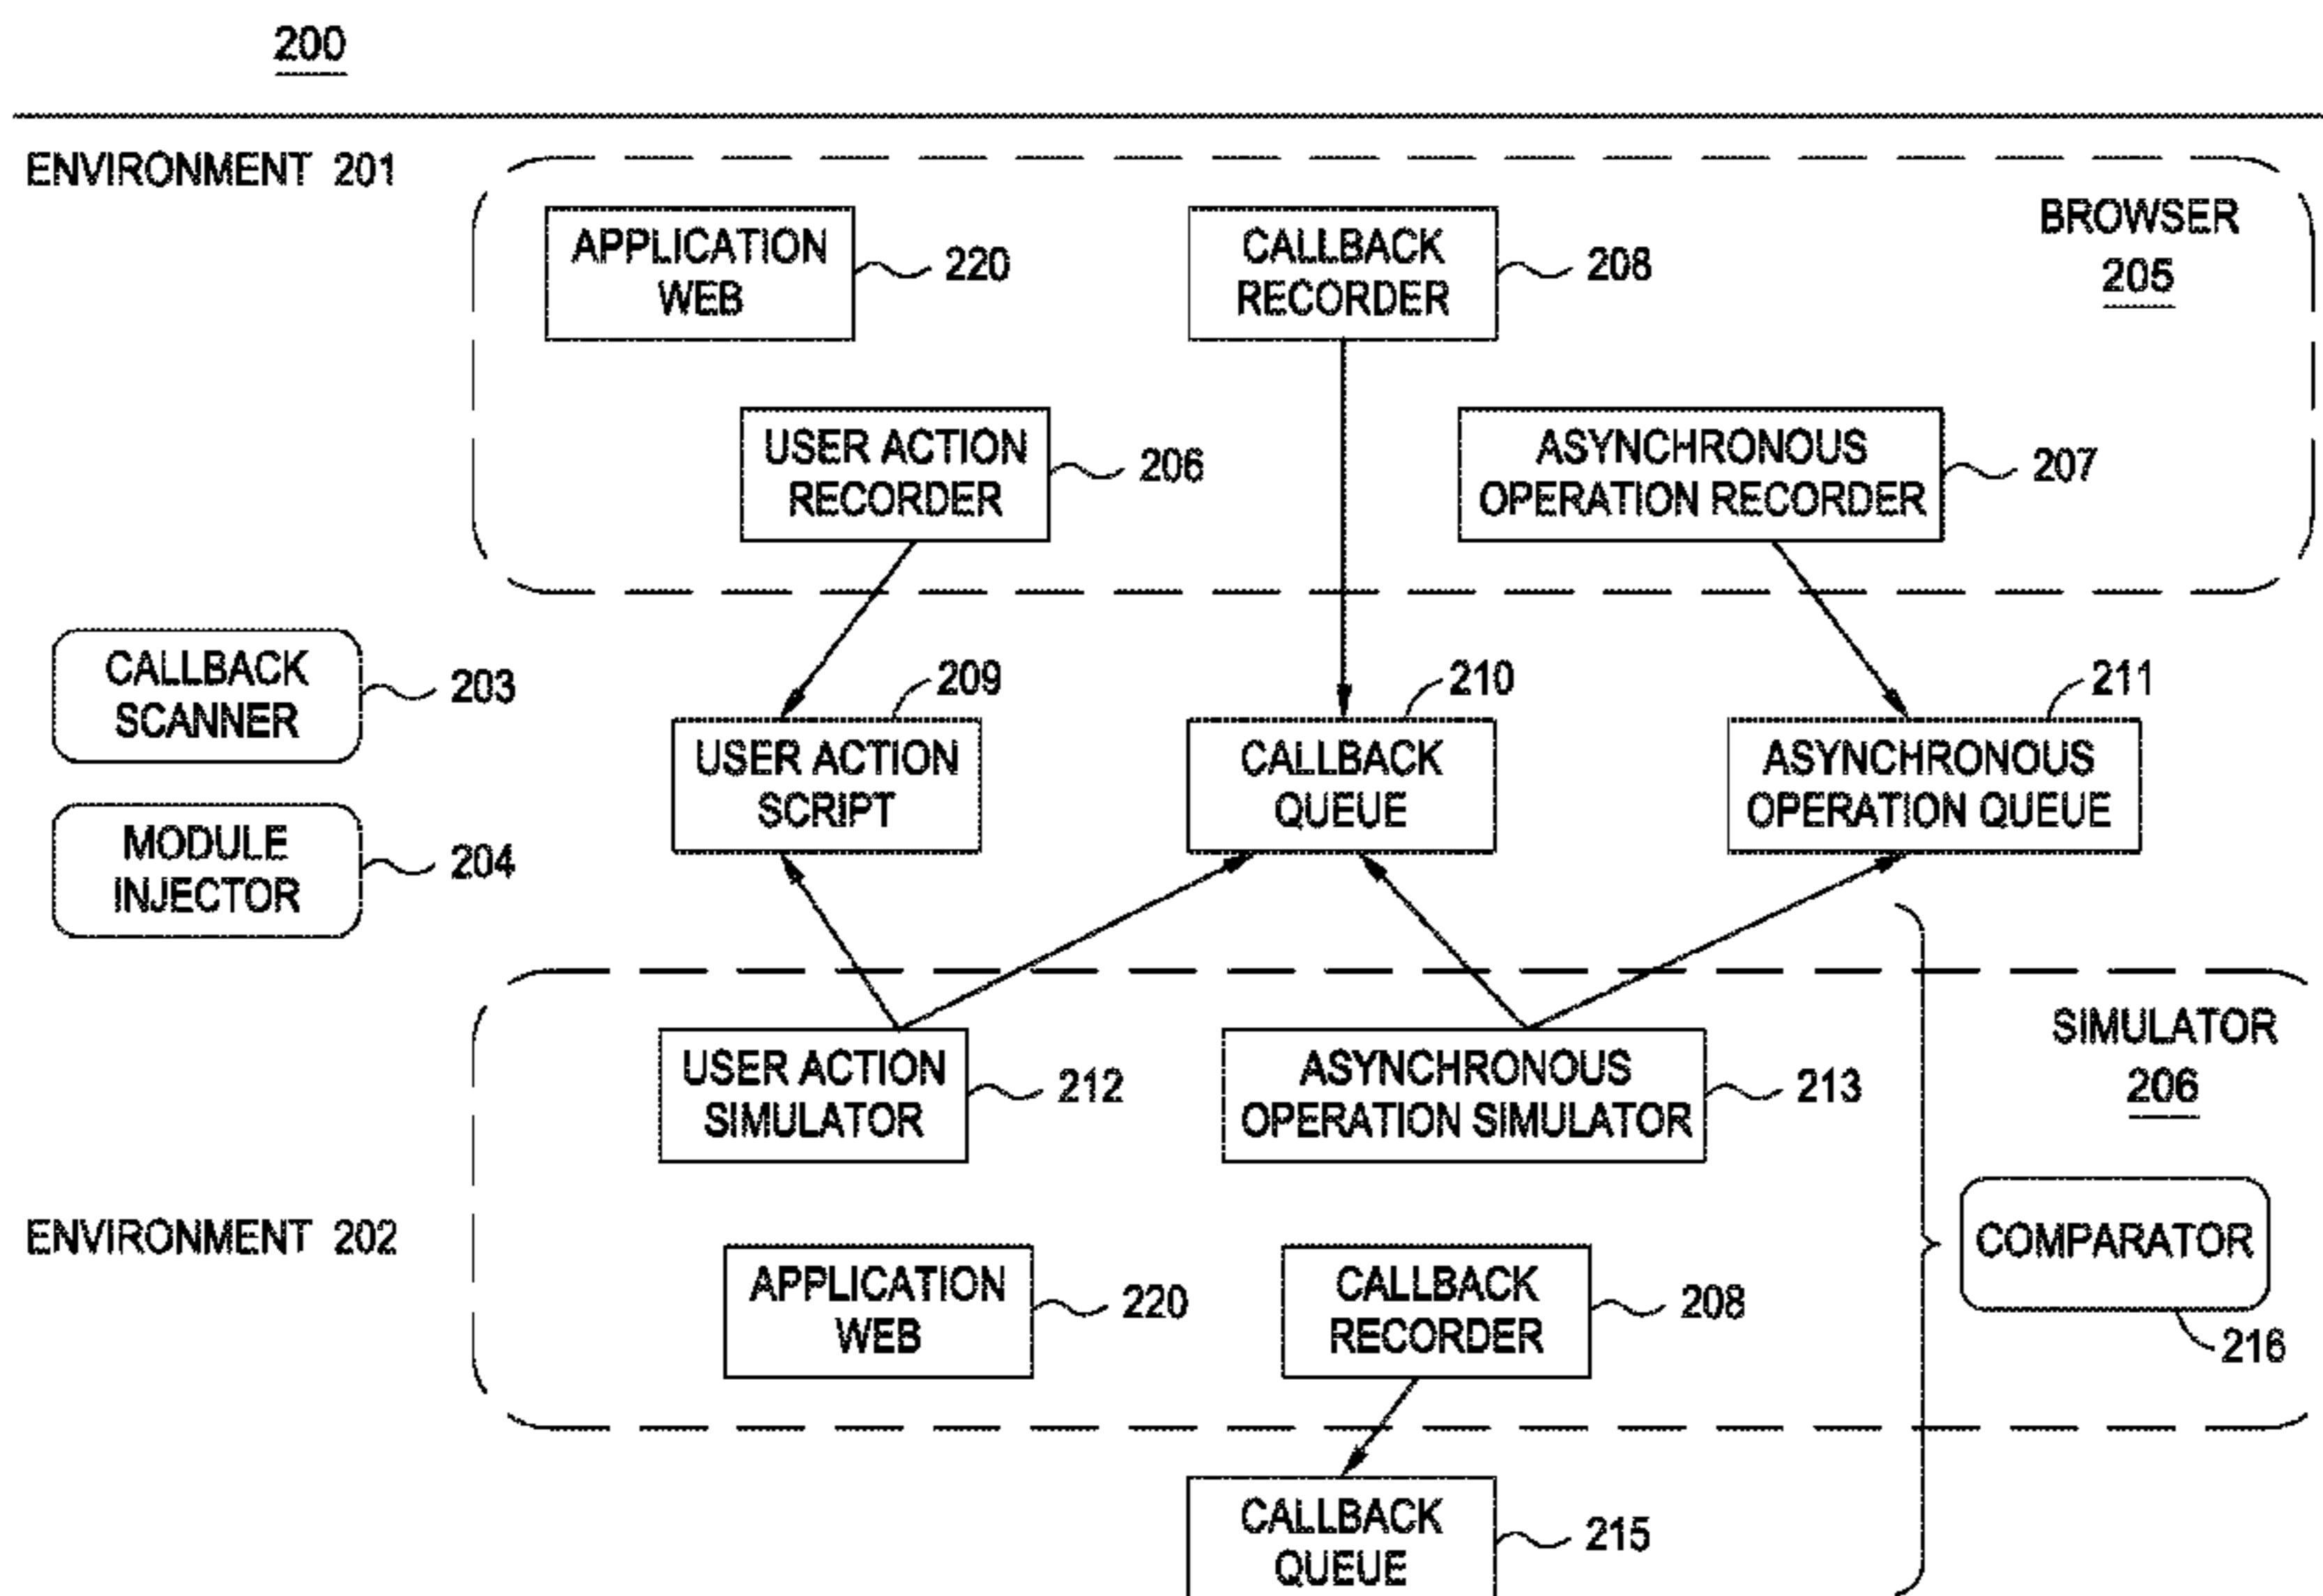 200
ENVIRONMENT 201
BROWSER
205
APPLICATION
WEB
220
CALLBACK
RECORDER
208
USER ACTION
RECORDER
206
ASYNCHRONOUS
OPERATION RECORDER
207
CALLBACK
SCANNER
203
MODULE
INJECTOR
204
209
USER ACTION
SCRIPT
210
CALLBACK
QUEUE
211
ASYNCHRONOUS
OPERATION QUEUE
ENVIRONMENT 202
SIMULATOR
206
USER ACTION
SIMULATOR
212
ASYNCHRONOUS
OPERATION SIMULATOR
213
APPLICATION
WEB
220
CALLBACK
RECORDER
208
COMPARATOR
216
CALLBACK
QUEUE
215